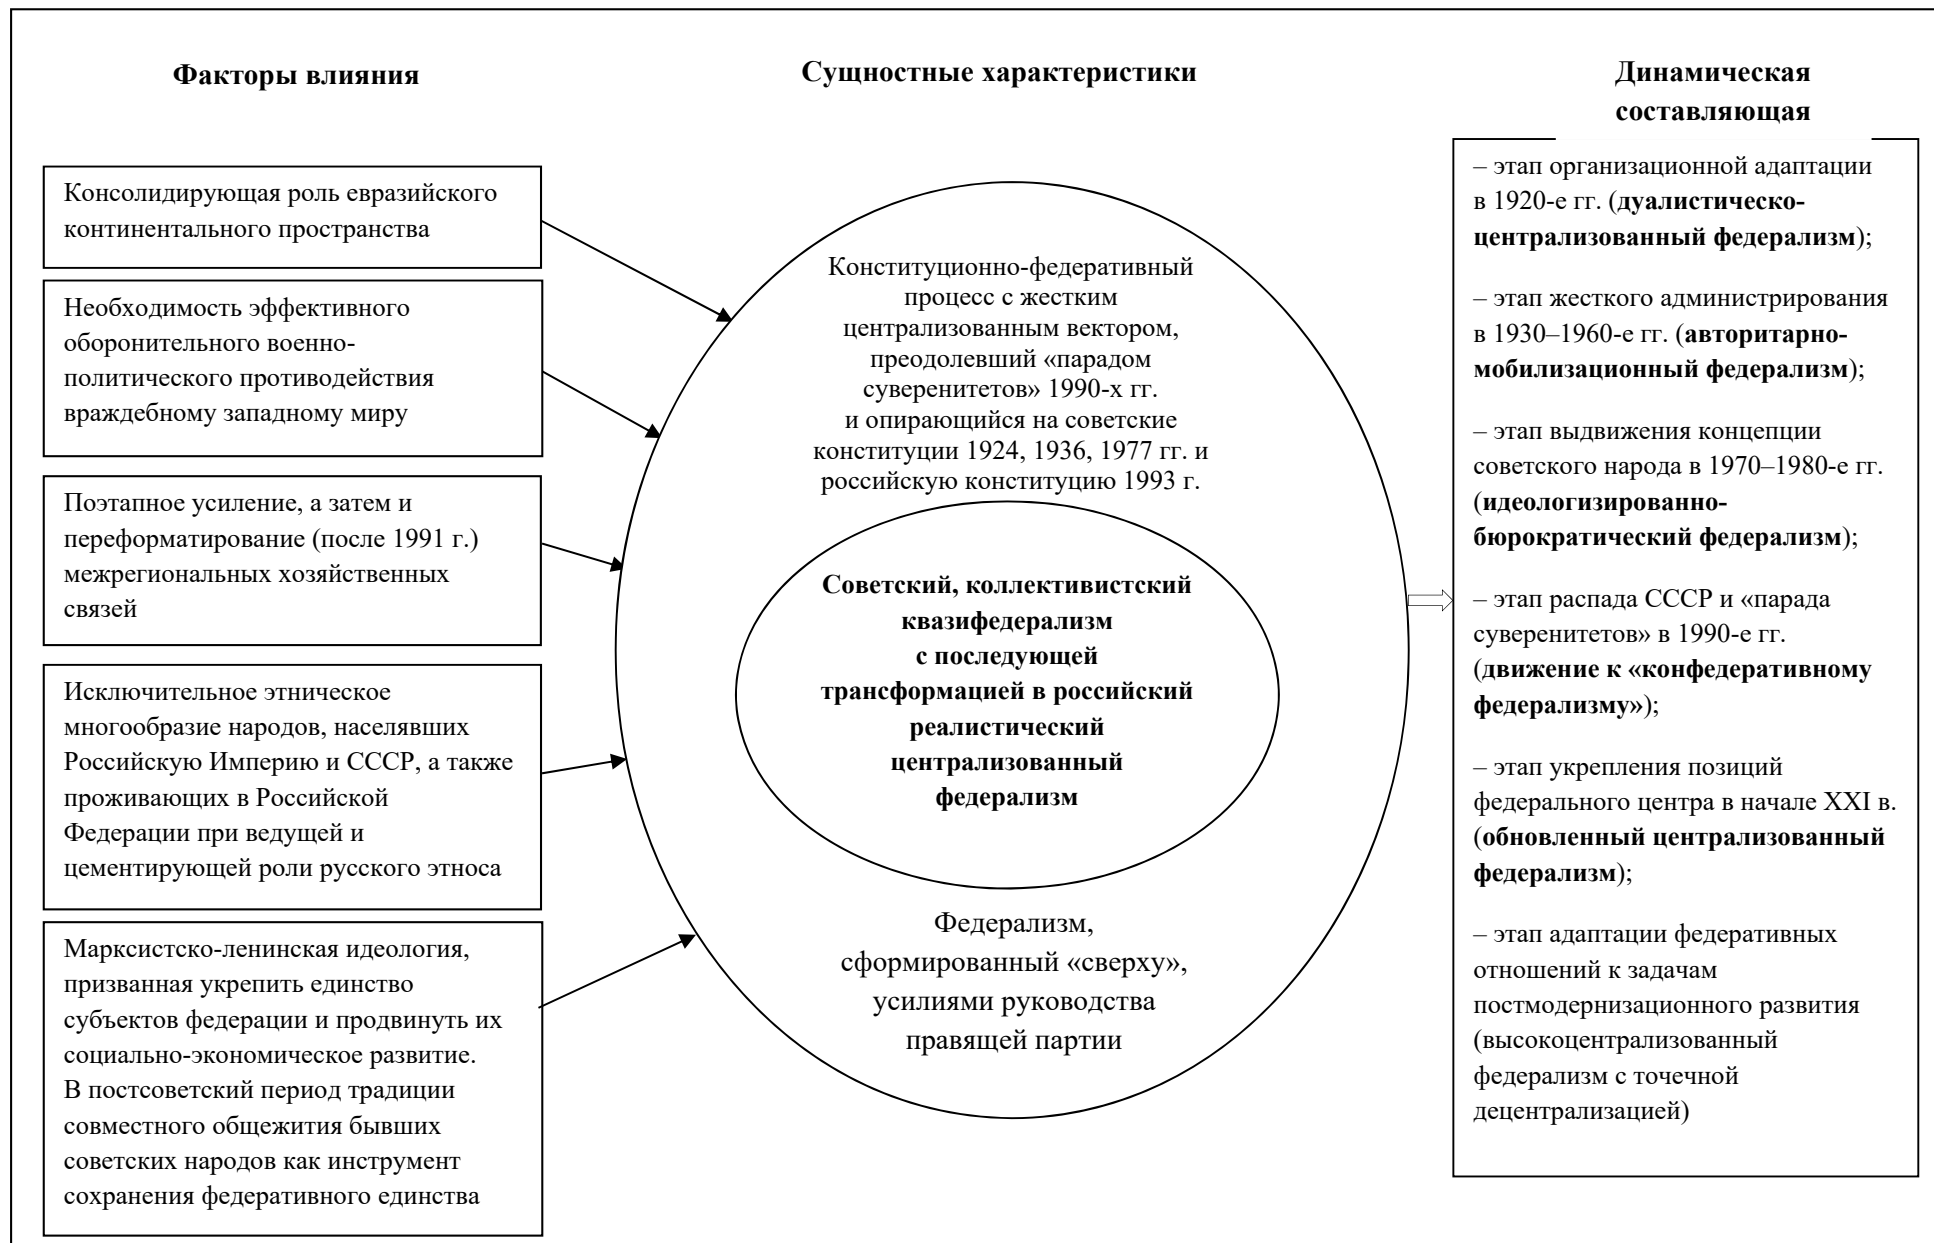 Факторы влияния
Сущностные характеристики
Динамическая
составляющая
Консолидирующая роль евразийского
континентального пространства
Необходимость эффективного
оборонительного военно-
политического противодействия
враждебному западному миру
Поэтапное усиление, а затем и
переформатирование (после 1991 г.)
межрегиональных хозяйственных
связей
Исключительное этническое
многообразие народов, населявших
Российскую Империю и СССР, а также
проживающих в Российской
Федерации при ведущей и
цементирующей роли русского этноса
Марксистско-ленинская идеология,
призванная укрепить единство
субъектов федерации и продвинуть их
социально-экономическое развитие.
В постсоветский период традиции
совместного общежития бывших
советских народов как инструмент
сохранения федеративного единства
Конституционно-федеративный
процесс с жестким
централизованным вектором,
преодолевший «парадом
суверенитетов» 1990-х гг.
и опирающийся на советские
конституции 1924, 1936, 1977 гг. и
российскую конституцию 1993 г.
Советский, коллективистский
квазифедерализм
с последующей
трансформацией в российский
реалистический
централизованный
федерализм
Федерализм,
сформированный «сверху»,
усилиями руководства
правящей партии
– этап организационной адаптации
в 1920-е гг. (дуалистическо-
централизованный федерализм);
– этап жесткого администрирования
в 1930–1960-е гг. (авторитарно-
мобилизационный федерализм);
– этап выдвижения концепции
советского народа в 1970–1980-е гг.
(идеологизированно-
бюрократический федерализм);
– этап распада СССР и «парада
суверенитетов» в 1990-е гг.
(движение к «конфедеративному
федерализму»);
– этап укрепления позиций
федерального центра в начале XXI в.
(обновленный централизованный
федерализм);
– этап адаптации федеративных
отношений к задачам
постмодернизационного развития
(высокоцентрализованный
федерализм с точечной
децентрализацией)